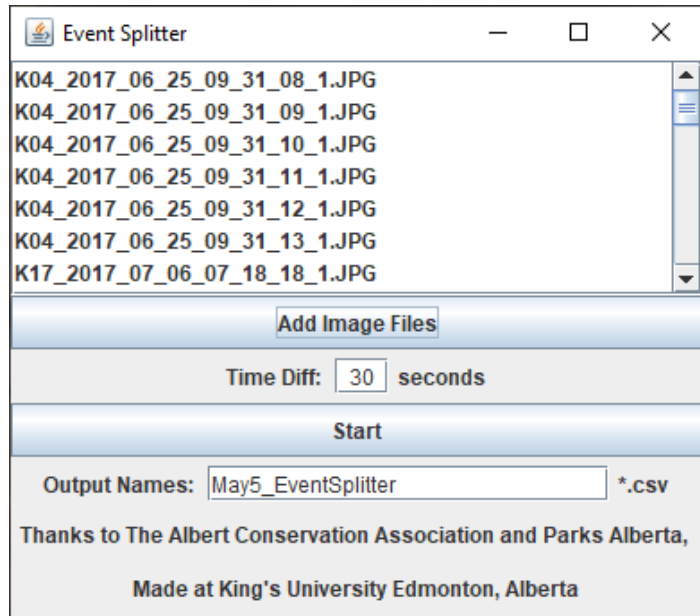 Event Splitter
K04_2017_06_25_09_31_08_1.JPG
K04_2017_06_25_09_31_09_1.JPG
K04_2017_06_25_09_31_10_1.JPG
K04_2017_06_25_09_31_11_1.JPG
K04_2017_06_25_09_31_12_1.JPG
K04_2017_06_25_09_31_13_1.JPG
K17_2017_07_06_07_18_18_1.JPG
Add Image Files
Time Diff: 30 seconds
Start
Output Names: May5_EventSplitter *.csv
Thanks to The Albert Conservation Association and Parks Alberta,
Made at King's University Edmonton, Alberta